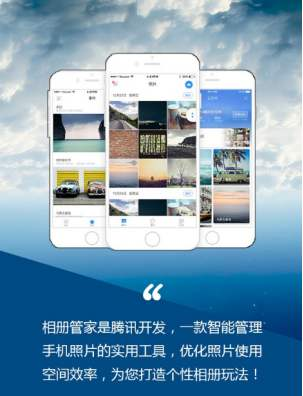 “
相册管家是腾讯开发，一款智能管理
手机照片的实用工具，优化照片使用
空间效率，为您打造个性相册玩法！